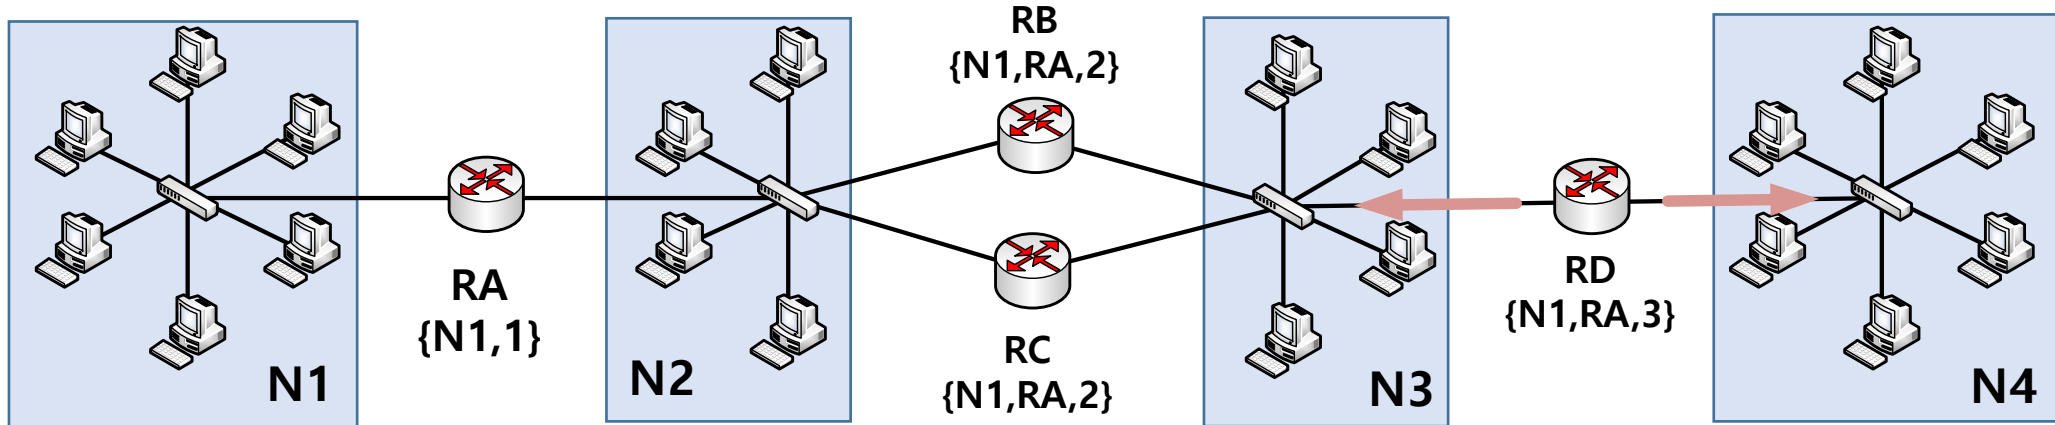 N1
RA
{N1,1}
N2
RB
{N1,RA,2}
RC
{N1,RA,2}
N3
RD
{N1,RA,3}
N4